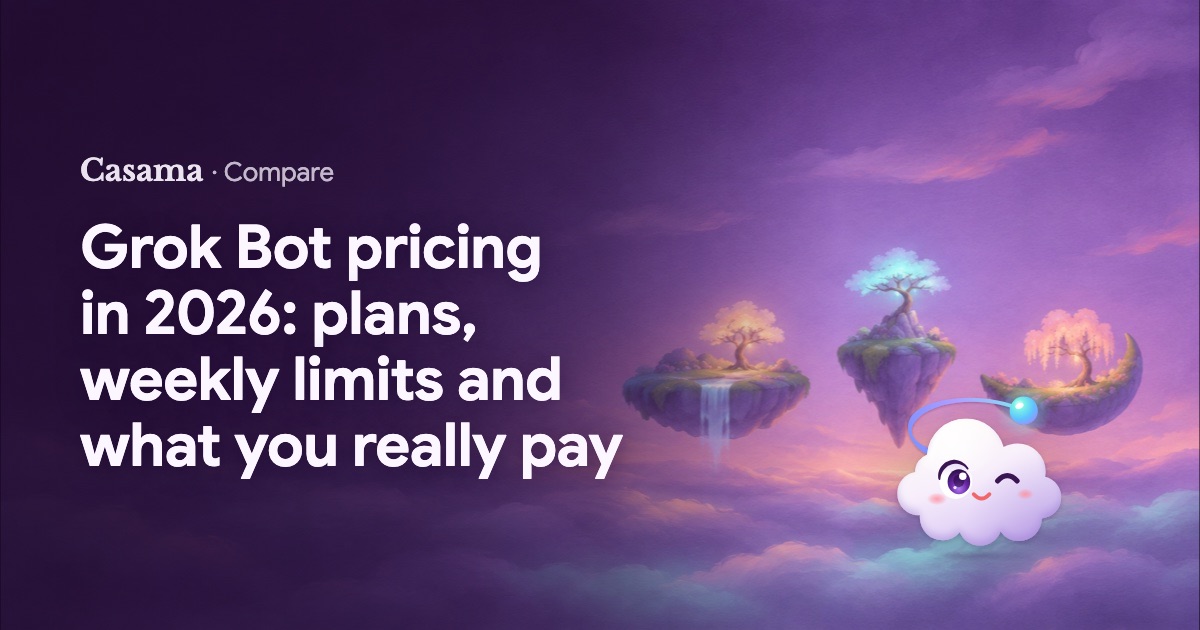 Casama · Compare
Grok Bot pricing
in 2026: plans,
weekly limits and
what you really pay